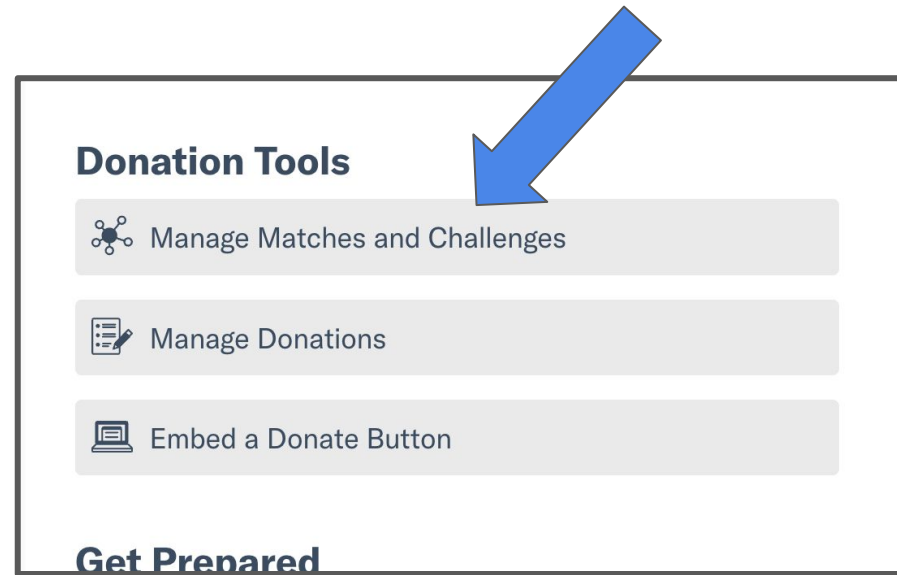 Donation Tools
Manage Matches and Challenges
Manage Donations
Embed a Donate Button
Get Prepared